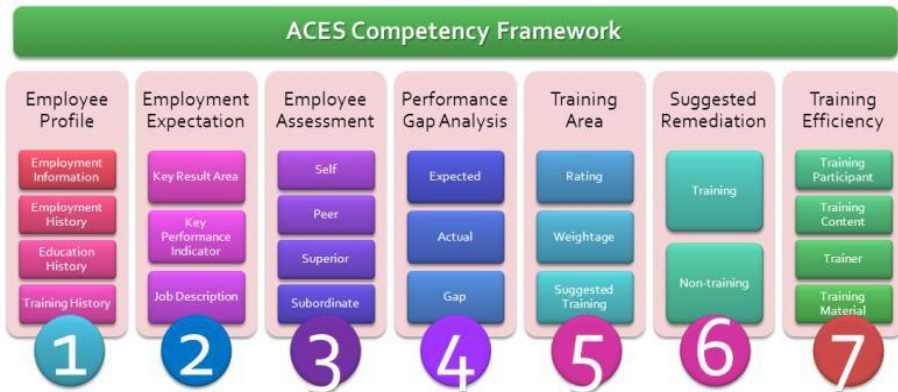 ACES Competency Framework
Employee
Profile
Employment
Information
Employment
History
Education
History
Training History
1
Employment
Expectation
Key Result Area
Key
Performance
Indicator
Job Description
2
Employee
Assessment
Self
Peer
Superior
Subordinate
3
Performance
Gap Analysis
Expected
Actual
Gap
4
Training
Area
Rating
Weightage
Suggested
Training
5
Suggested
Remediation
Training
Non-training
6
Training
Efficiency
Training
Participant
Training
Content
Trainer
Training
Material
7